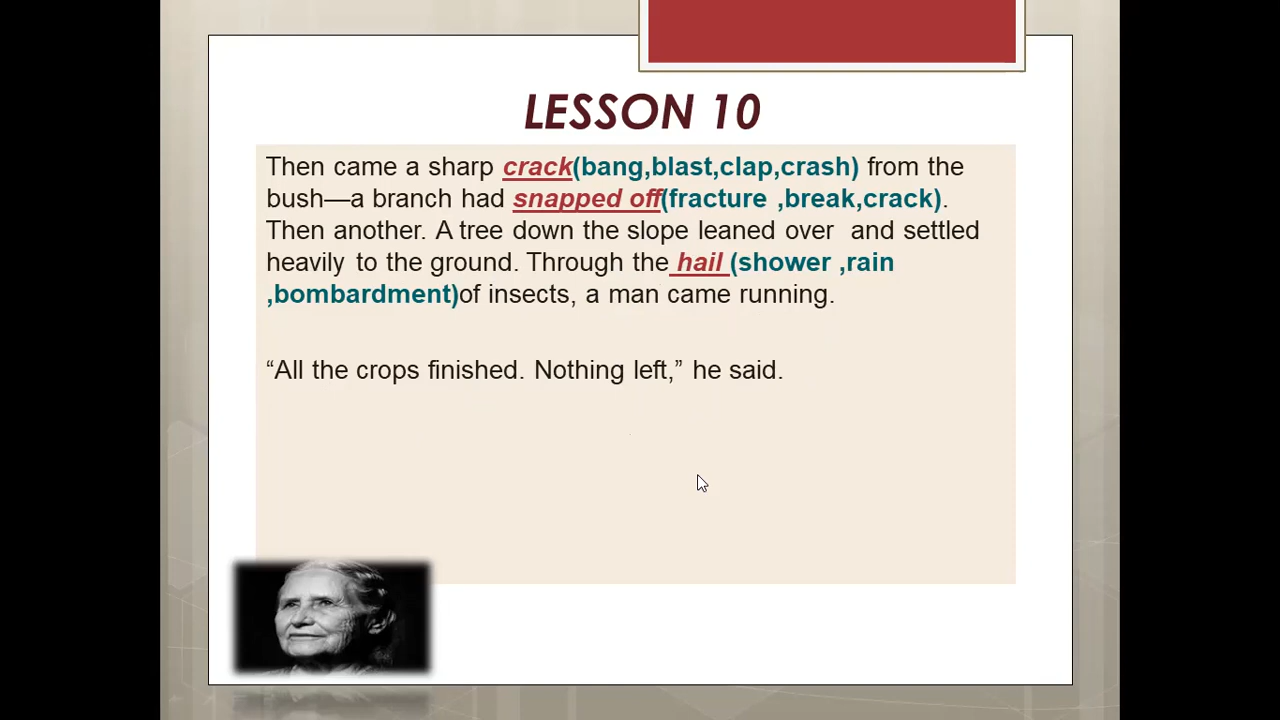 LESSON 10
Then came a sharp crack(bang,blast,clap,crash) from the
bush—a branch had snapped off(fracture ,break,crack).
Then another. A tree down the slope leaned over and settled
heavily to the ground. Through the hail (shower ,rain
,bombardment)of insects, a man came running.
“All the crops finished. Nothing left,” he said.